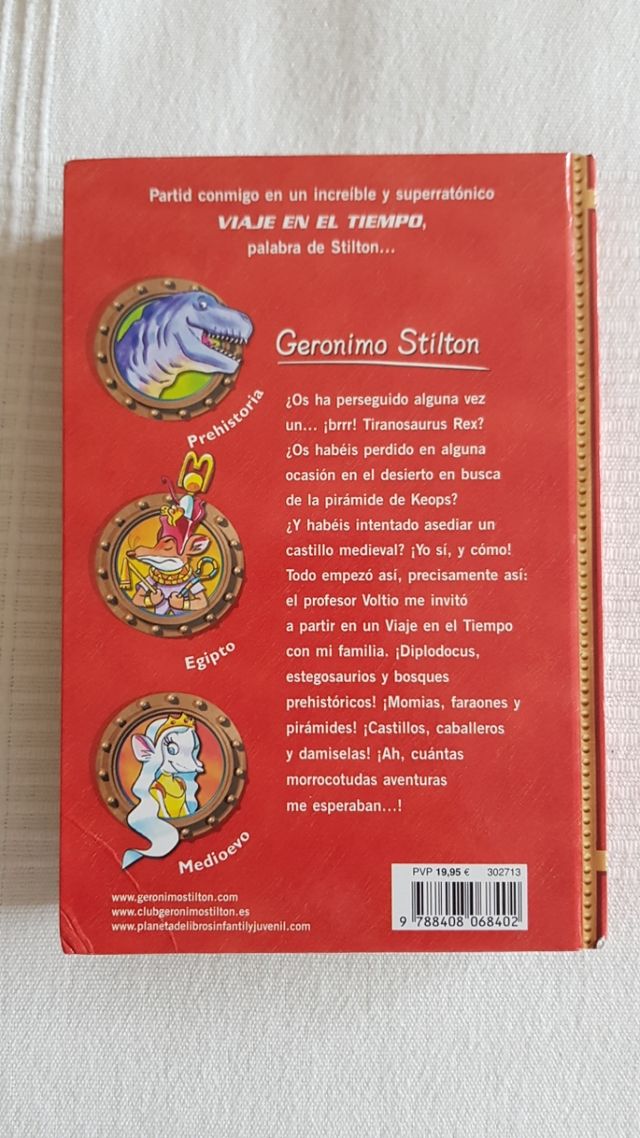 Partid conmigo en un increíble y superratónico
VIAJE EN EL TIEMPO,
palabra de Stilton...
Prehistoria
Egipto
Medioevo
Geronimo Stilton
¿Os ha perseguido alguna vez
un... ¡brrr! Tiranosaurus Rex?
¿Os habéis perdido en alguna
ocasión en el desierto en busca
de la pirámide de Keops?
¿Y habéis intentado asediar un
castillo medieval? ¡Yo sí, y cómo!
Todo empezó así, precisamente así:
el profesor Voltio me invitó
a partir en un Viaje en el Tiempo
con mi familia. ¡Diplodocus,
estegosaurios y bosques
prehistóricos! ¡Momias, faraones y
pirámides! ¡Castillos, caballeros
y damiselas! ¡Ah, cuántas
morrocotudas aventuras
me esperaban...!
www.geronimostilton.com
www.clubgeronimostilton.es
www.planetadelibrosinfantilyjuvenil.com
PVP 19,95 € 302713
9 788408 068402